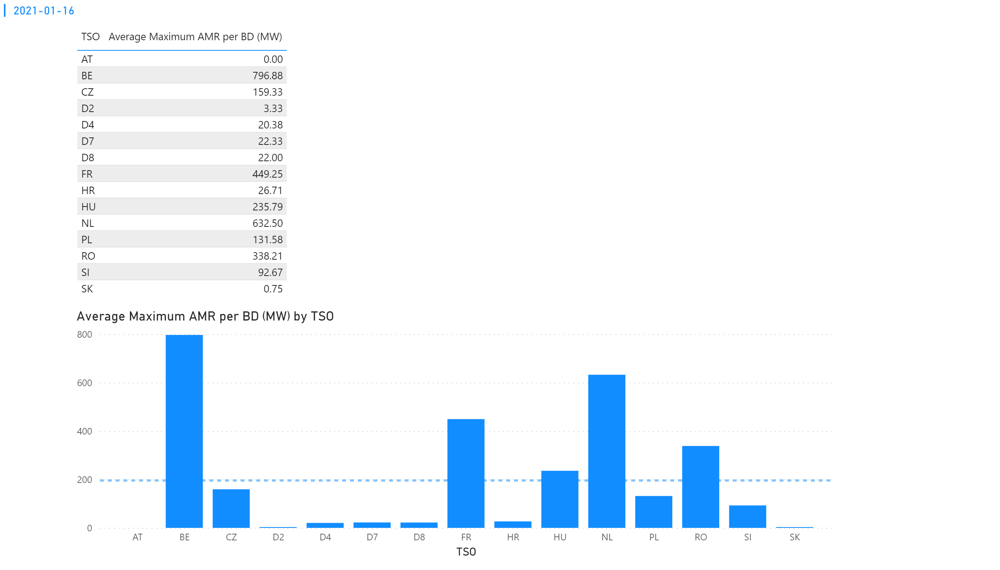 2021-01-16
TSO Average Maximum AMR per BD (MW)
AT 0.00
BE 796.88
CZ 159.33
D2 3.33
D4 20.38
D7 22.33
D8 22.00
FR 449.25
HR 26.71
HU 235.79
NL 632.50
PL 131.58
RO 338.21
SI 92.67
SK 0.75
Average Maximum AMR per BD (MW) by TSO
800
600
400
200
0
AT BE CZ D2 D4 D7 D8 FR HR HU NL PL RO SI SK
TSO